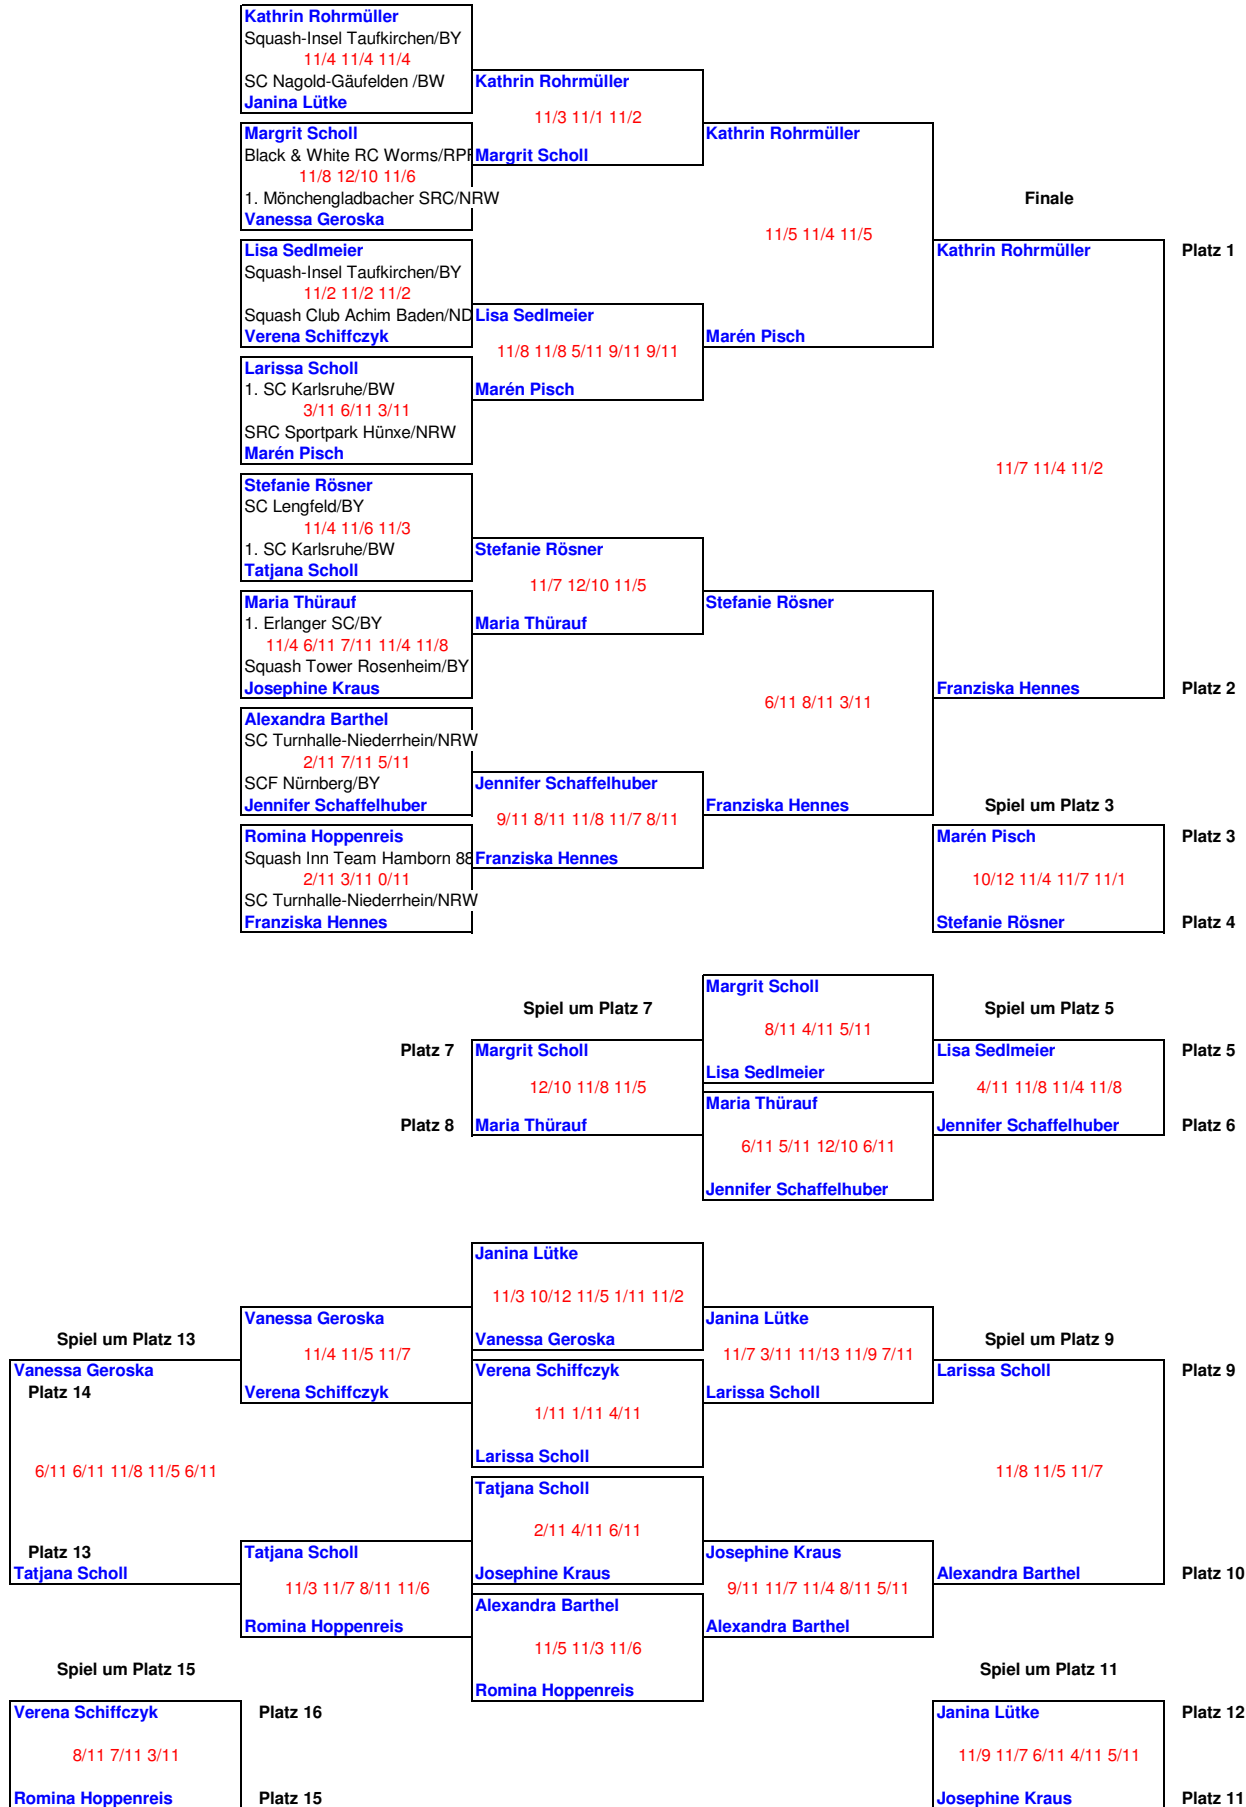 Kathrin Rohrmüller
Squash-Insel Taufkirchen/BY
11/4 11/4 11/4
SC Nagold-Gäufelden /BW
Janina Lütke
Margrit Scholl
Black & White RC Worms/RPF
11/8 12/10 11/6
1. Mönchengladbacher SRC/NRW
Vanessa Geroska
Lisa Sedlmeier
Squash-Insel Taufkirchen/BY
11/2 11/2 11/2
Squash Club Achim Baden/ND
Verena Schiffczyk
Larissa Scholl
1. SC Karlsruhe/BW
3/11 6/11 3/11
SRC Sportpark Hünxe/NRW
Marén Pisch
Stefanie Rösner
SC Lengfeld/BY
11/4 11/6 11/3
1. SC Karlsruhe/BW
Tatjana Scholl
Maria Thürauf
1. Erlanger SC/BY
11/4 6/11 7/11 11/4 11/8
Squash Tower Rosenheim/BY
Josephine Kraus
Alexandra Barthel
SC Turnhalle-Niederrhein/NRW
2/11 7/11 5/11
SCF Nürnberg/BY
Jennifer Schaffelhuber
Romina Hoppenreis
Squash Inn Team Hamborn 88
2/11 3/11 0/11
SC Turnhalle-Niederrhein/NRW
Franziska Hennes
Kathrin Rohrmüller
11/3 11/1 11/2
Margrit Scholl
Lisa Sedlmeier
11/8 11/8 5/11 9/11 9/11
Marén Pisch
Stefanie Rösner
11/7 12/10 11/5
Maria Thürauf
Jennifer Schaffelhuber
9/11 8/11 11/8 11/7 8/11
Franziska Hennes
Kathrin Rohrmüller
11/5 11/4 11/5
Marén Pisch
Stefanie Rösner
6/11 8/11 3/11
Franziska Hennes
Finale
Kathrin Rohrmüller Platz 1
11/7 11/4 11/2
Franziska Hennes Platz 2
Spiel um Platz 3
Marén Pisch Platz 3
10/12 11/4 11/7 11/1
Stefanie Rösner Platz 4
Spiel um Platz 7
Platz 7 Margrit Scholl
12/10 11/8 11/5
Platz 8 Maria Thürauf
Margrit Scholl
8/11 4/11 5/11
Lisa Sedlmeier
Maria Thürauf
6/11 5/11 12/10 6/11
Jennifer Schaffelhuber
Spiel um Platz 5
Lisa Sedlmeier Platz 5
4/11 11/8 11/4 11/8
Jennifer Schaffelhuber Platz 6
Janina Lütke
11/3 10/12 11/5 1/11 11/2
Vanessa Geroska
Verena Schiffczyk
1/11 1/11 4/11
Larissa Scholl
Tatjana Scholl
2/11 4/11 6/11
Josephine Kraus
Alexandra Barthel
11/5 11/3 11/6
Romina Hoppenreis
Vanessa Geroska
11/4 11/5 11/7
Verena Schiffczyk
Tatjana Scholl
11/3 11/7 8/11 11/6
Romina Hoppenreis
Spiel um Platz 13
Vanessa Geroska
Platz 14
6/11 6/11 11/8 11/5 6/11
Platz 13
Tatjana Scholl
Spiel um Platz 15
Verena Schiffczyk Platz 16
8/11 7/11 3/11
Romina Hoppenreis Platz 15
Janina Lütke
11/7 3/11 11/13 11/9 7/11
Larissa Scholl
Josephine Kraus
9/11 11/7 11/4 8/11 5/11
Alexandra Barthel
Spiel um Platz 9
Larissa Scholl Platz 9
11/8 11/5 11/7
Alexandra Barthel Platz 10
Spiel um Platz 11
Janina Lütke Platz 12
11/9 11/7 6/11 4/11 5/11
Josephine Kraus Platz 11